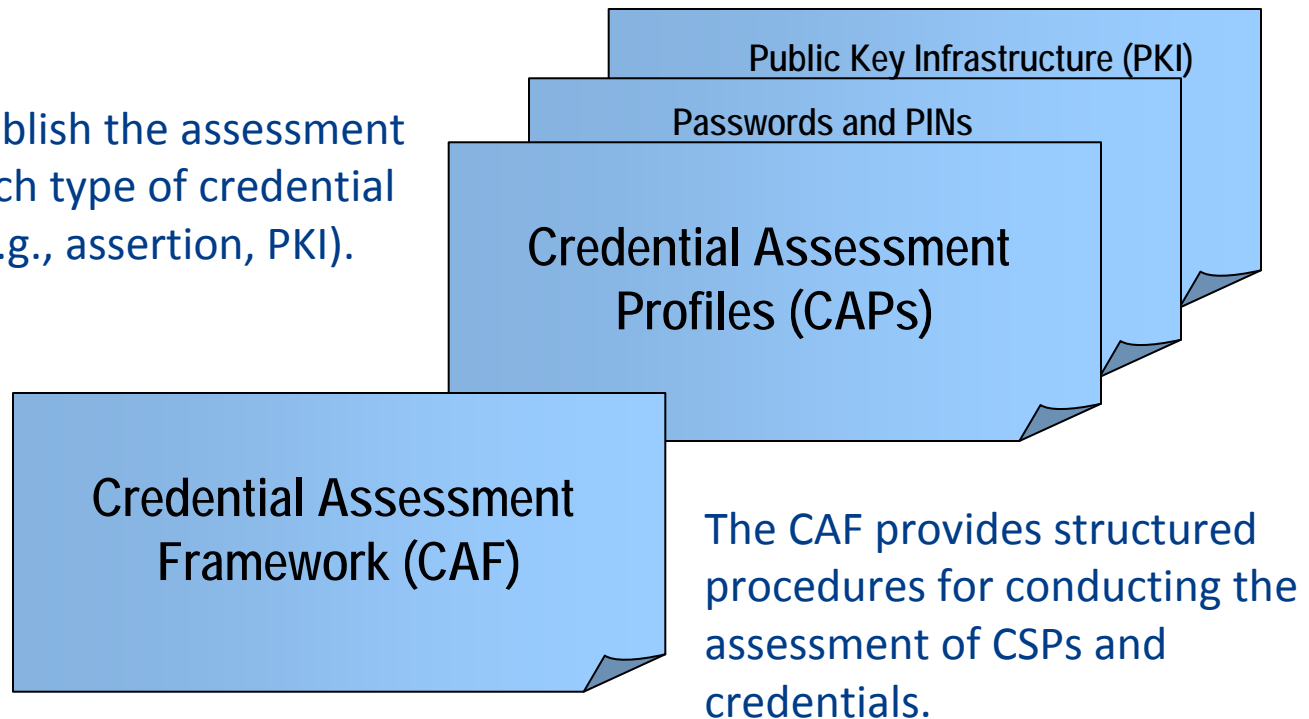 Public Key Infrastructure (PKI)
Passwords and PINs
blish the assessment
ch type of credential
.g., assertion, PKI).
Credential Assessment
Profiles (CAPs)
Credential Assessment
Framework (CAF)
The CAF provides structured
procedures for conducting the
assessment of CSPs and
credentials.